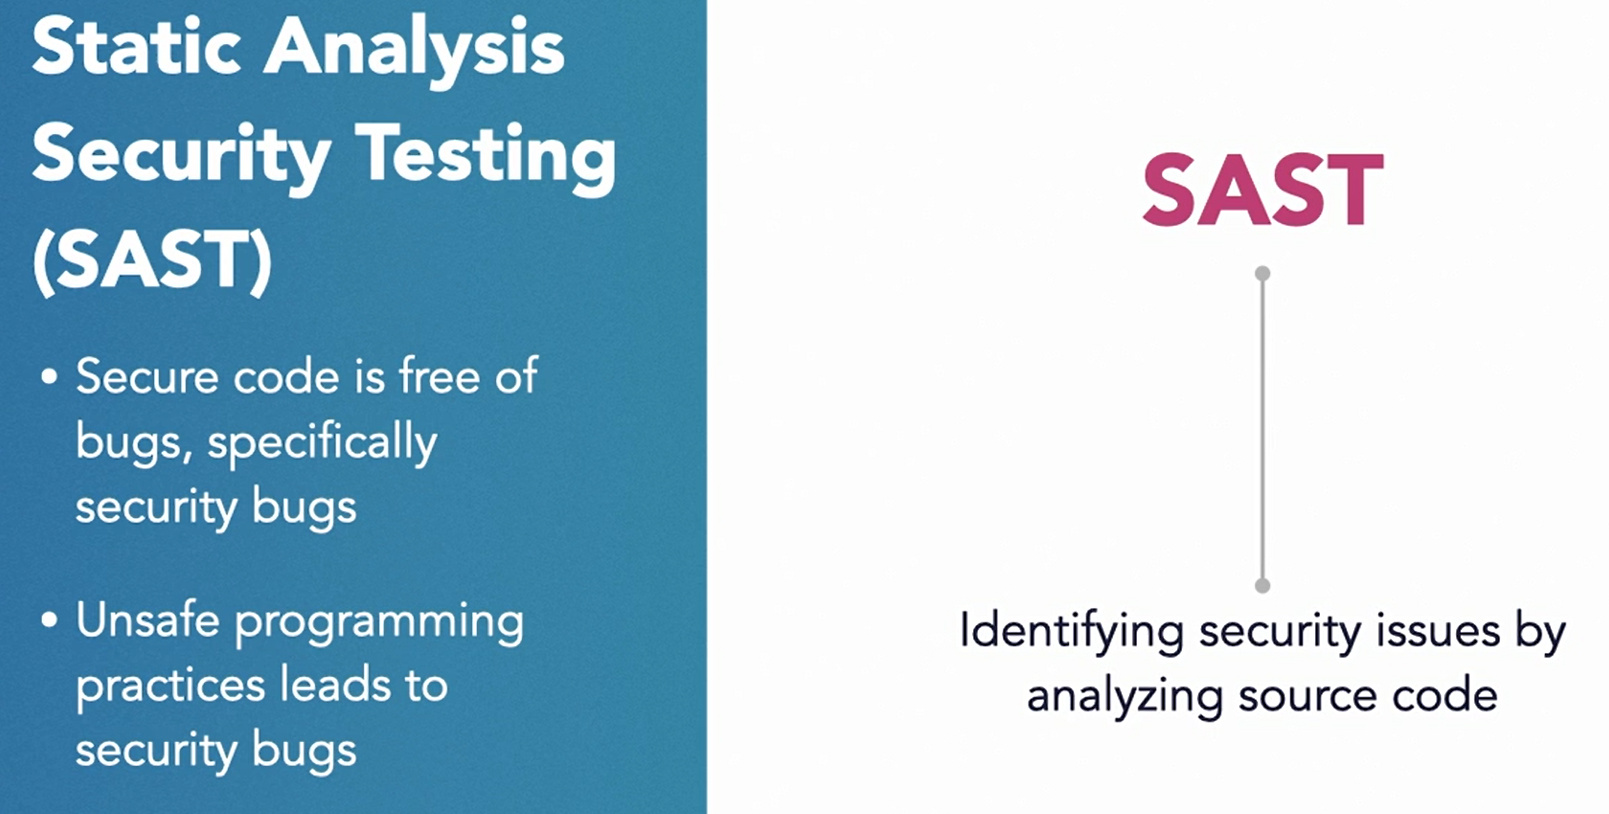 Static Analysis
Security Testing
(SAST)
• Secure code is free of
bugs, specifically
security bugs
• Unsafe programming
practices leads to
security bugs
SAST
Identifying security issues by
analyzing source code